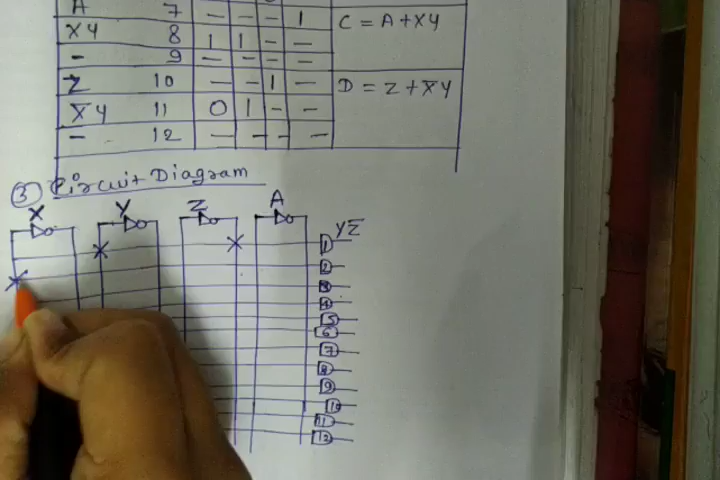 A 7 — — — 1 C = A + XY
XY 8 1 1 — —
— 9 — — — —
Z 10 — — 1 — D = Z + X̅Y
X̅Y 11 0 1 — —
— 12 — — — —
③ Circuit Diagram
X Y Z A YZ̅
1
2
3
4
5
6
7
8
9
10
11
12